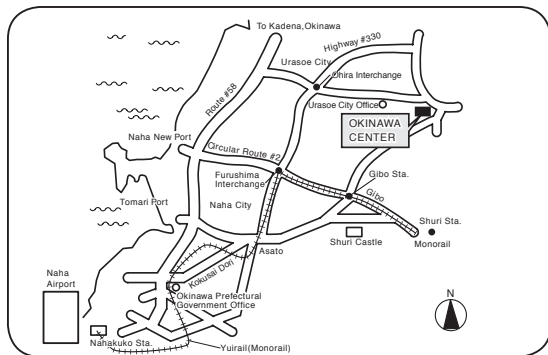 To Kadena,Okinawa
Highway #330
Urasoe City
Ohira Interchange
Route #58
Urasoe City Office
OKINAWA
CENTER
Naha New Port
Circular Route #2
Furushima
Interchange
Gibo Sta.
Gibo
Tomari Port
Naha City
Shuri Sta.
Monorail
Shuri Castle
Asato
Kokusai Dori
Naha
Airport
Okinawa Prefectural
Government Office
Nahakuko Sta.
Yuirail(Monorail)
N